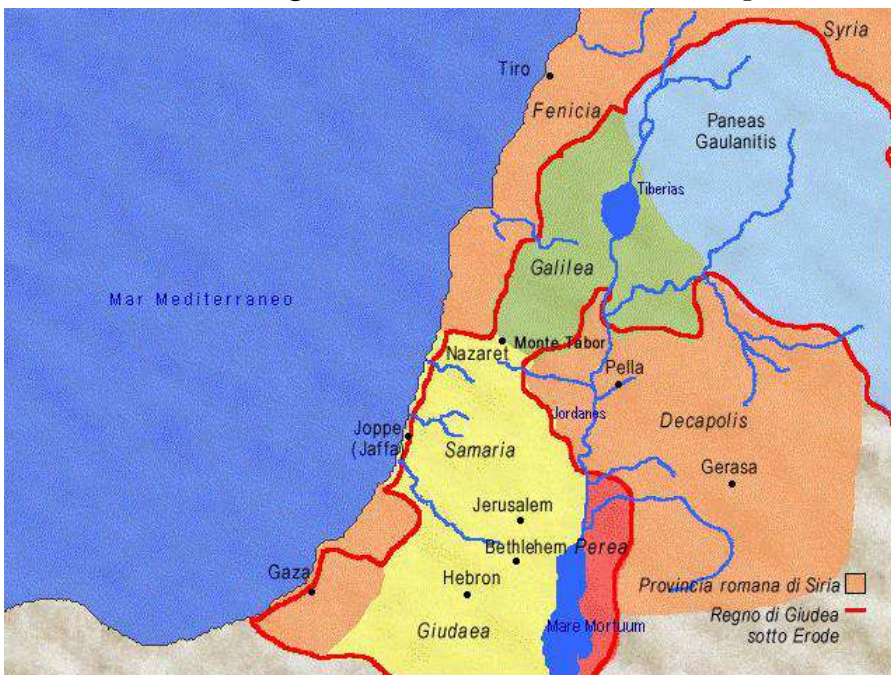 Syria
Tiro
Fenicia
Paneas
Gaulanitis
Tiberias
Galilea
Mar Mediterraneo
Nazaret
Monte Tabor
Pella
Jordanes
Joppe
(Jaffa)
Samaria
Decapolis
Gerasa
Jerusalem
Bethlehem
Perea
Gaza
Hebron
Provincia romana di Siria
Giudaea
Mare Mortuum
Regno di Giudea
sotto Erode